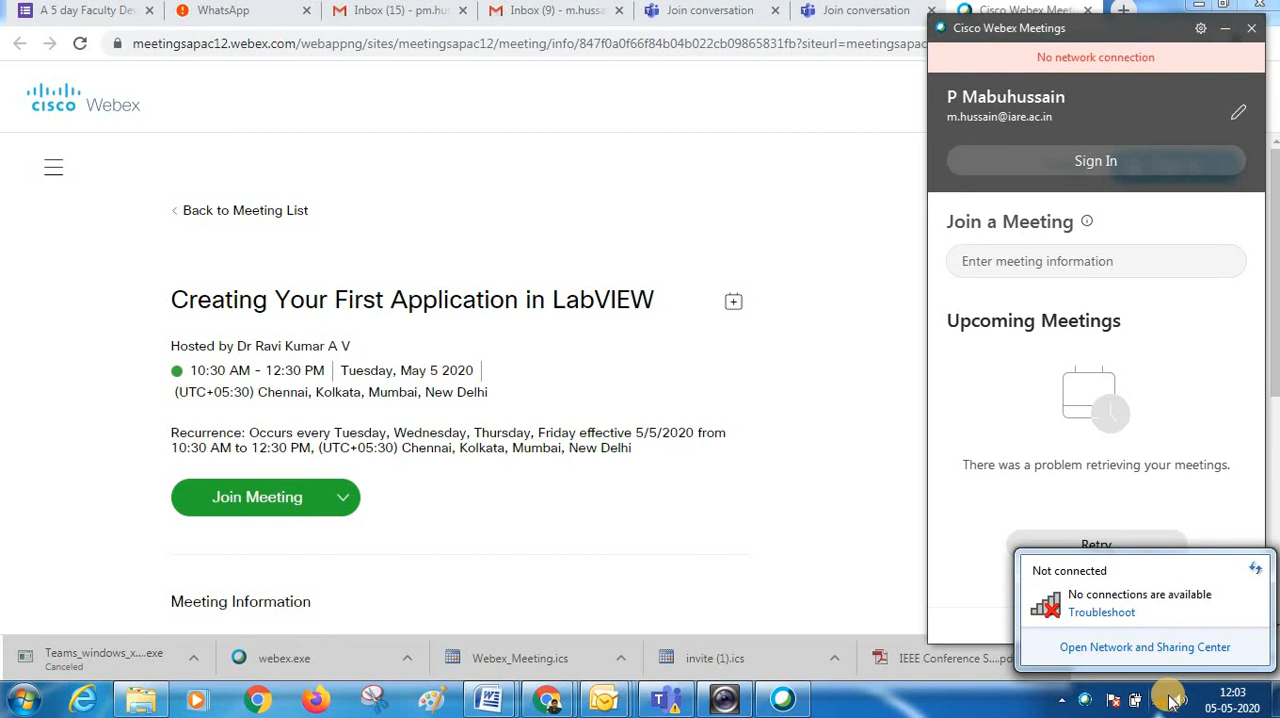 A 5 day Faculty Dev
WhatsApp
Inbox (15) - pm.hus
Inbox (9) - m.hussa
Join conversation
Join conversation
Cisco Webex Meet
meetingsapac12.webex.com/webappng/sites/meetingsapac12/meeting/info/847f0a0f66f84b04b022cb09865831fb?siteurl=meetingsapac
Cisco Webex Meetings
No network connection
P Mabuhussain
m.hussain@iare.ac.in
Sign In
Join a Meeting
Enter meeting information
Upcoming Meetings
There was a problem retrieving your meetings.
Retry
CISCO Webex
Back to Meeting List
Creating Your First Application in LabVIEW
Hosted by Dr Ravi Kumar A V
10:30 AM - 12:30 PM | Tuesday, May 5 2020 |
(UTC+05:30) Chennai, Kolkata, Mumbai, New Delhi
Recurrence: Occurs every Tuesday, Wednesday, Thursday, Friday effective 5/5/2020 from
10:30 AM to 12:30 PM, (UTC+05:30) Chennai, Kolkata, Mumbai, New Delhi
Join Meeting
Meeting Information
Not connected
No connections are available
Troubleshoot
Open Network and Sharing Center
Teams_windows_x....exe
Canceled
webex.exe
Webex_Meeting.ics
invite (1).ics
IEEE Conference S....pd
12:03
05-05-2020